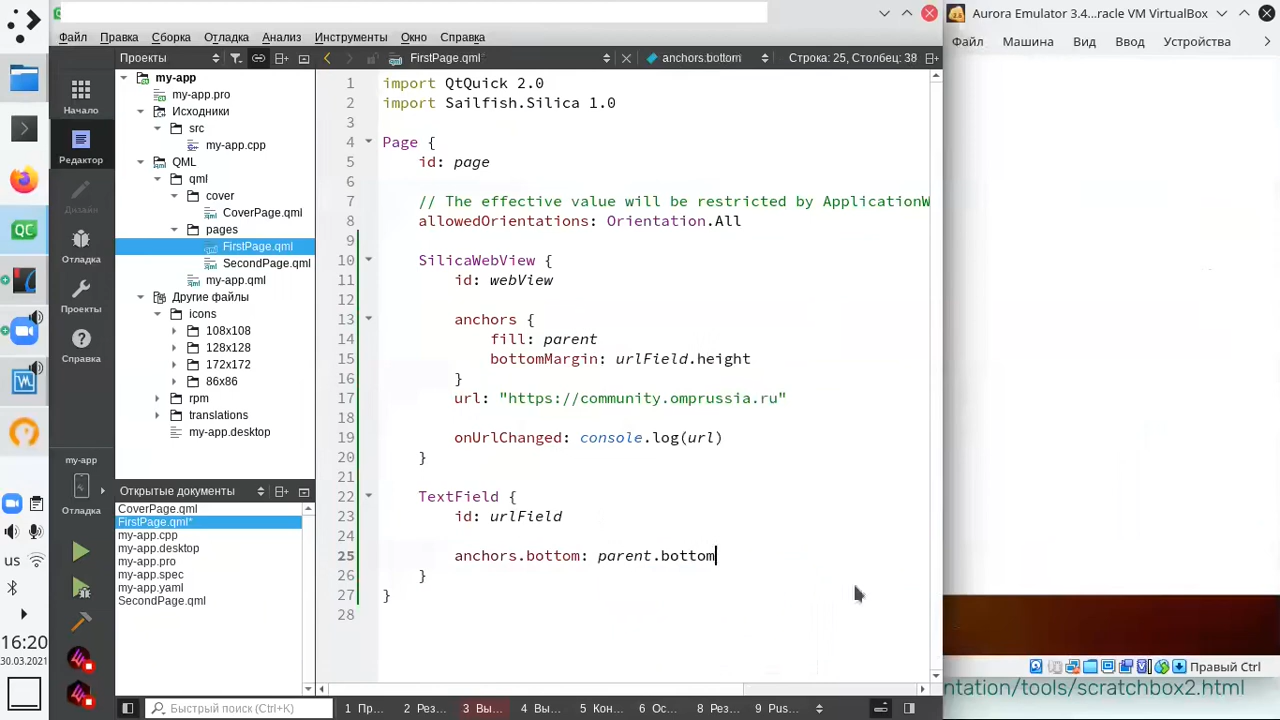 Aurora Emulator 3.4...racle VM VirtualBox
Файл Правка Сборка Отладка Анализ Инструменты Окно Справка
Файл Машина Вид Ввод Устройства
Проекты
FirstPage.qml*
anchors.bottom
Строка: 25, Столбец: 38
Начало
Редактор
Дизайн
Отладка
Проекты
Справка
my-app
Отладка
my-app
my-app.pro
Исходники
src
my-app.cpp
QML
qml
cover
CoverPage.qml
pages
FirstPage.qml
SecondPage.qml
my-app.qml
Другие файлы
icons
108x108
128x128
172x172
86x86
rpm
translations
my-app.desktop
Открытые документы
CoverPage.qml
FirstPage.qml*
my-app.cpp
my-app.desktop
my-app.pro
my-app.spec
my-app.yaml
SecondPage.qml
1 import QtQuick 2.0
2 import Sailfish.Silica 1.0
3
4 Page {
5 id: page
6
7 // The effective value will be restricted by ApplicationW
8 allowedOrientations: Orientation.All
9
10 SilicaWebView {
11 id: webView
12
13 anchors {
14 fill: parent
15 bottomMargin: urlField.height
16 }
17 url: "https://community.omprussia.ru"
18
19 onUrlChanged: console.log(url)
20 }
21
22 TextField {
23 id: urlField
24
25 anchors.bottom: parent.bottom
26 }
27 }
28
us
16:20
30.03.2021
Быстрый поиск (Ctrl+K)
1 Пр... 2 Рез... 3 Вы... 4 Вы... 5 Кон... 6 Ос... 8 Рез... 9 Pus...
Правый Ctrl
ntation/tools/scratchbox2.html